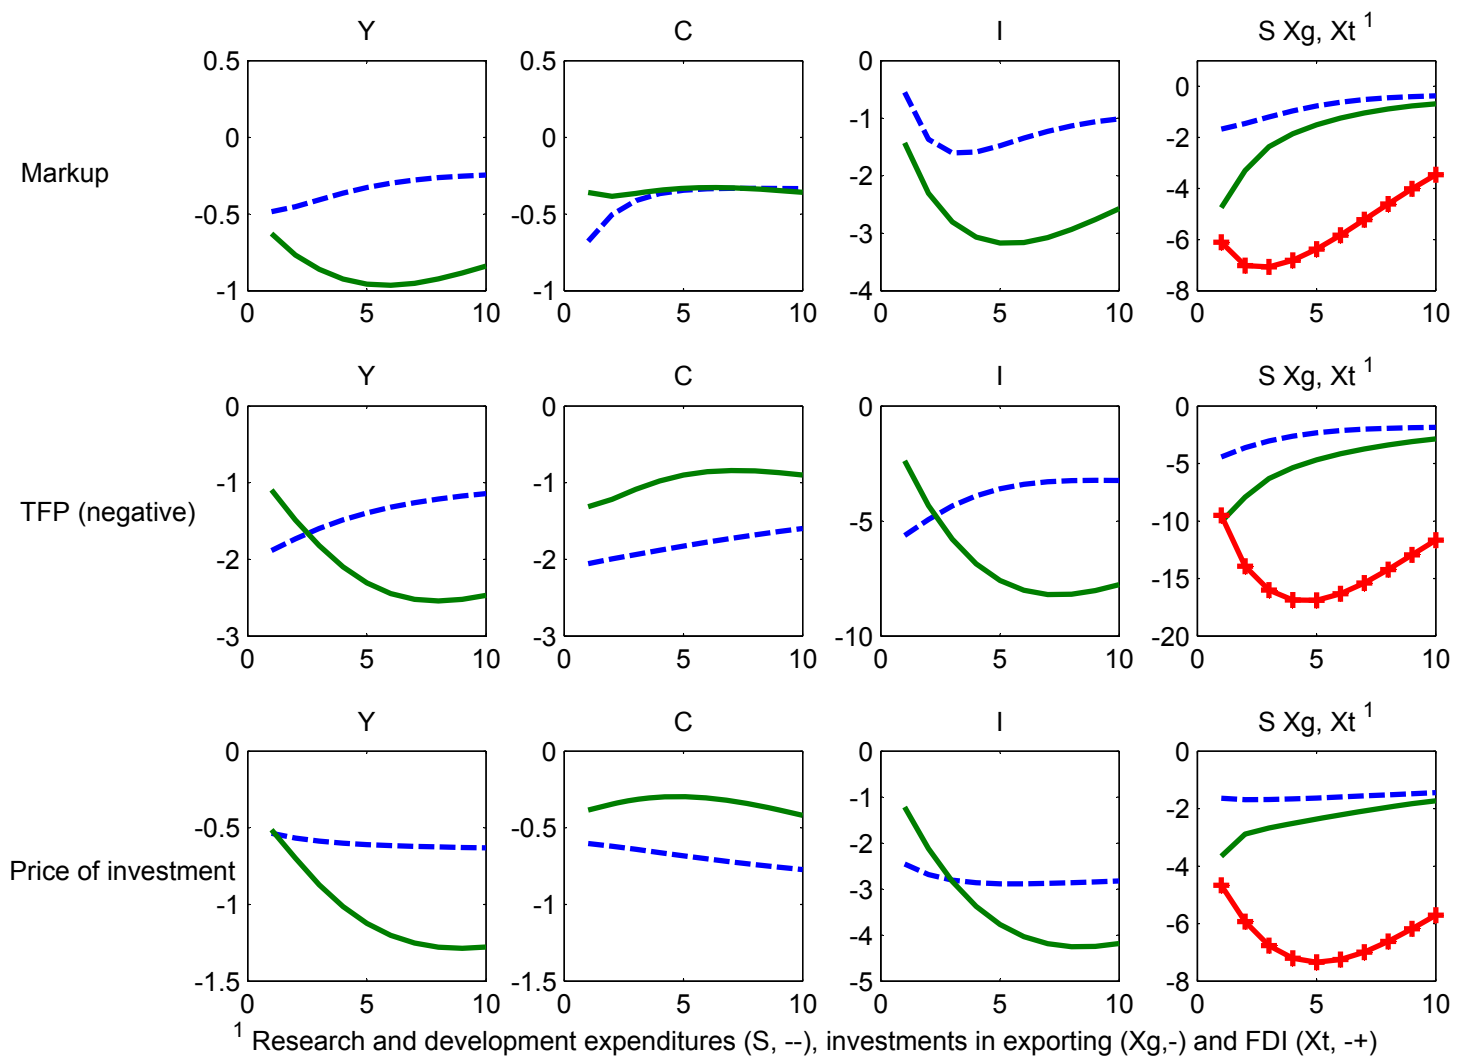 Y C I S Xg, Xt 1
0.5 0.5 0 0
0 0 -1 -2
Markup
-0.5 -0.5 -2 -4
-3 -6
-1 -1 -4 -8
0 5 10 0 5 10 0 5 10 0 5 10
Y C I S Xg, Xt 1
0 0 0 0
-1 -1 -5
TFP (negative) -5 -10
-2 -2 -15
-3 -3 -10 -20
0 5 10 0 5 10 0 5 10 0 5 10
Y C I S Xg, Xt 1
0 0 0 0
-1 -2
-0.5 -0.5 -2
Price of investment -4
-1 -1 -3
-4 -6
-1.5 -1.5 -5 -8
0 5 10 0 5 10 0 5 10 0 5 10
1 Research and development expenditures (S, --), investments in exporting (Xg,-) and FDI (Xt, -+)